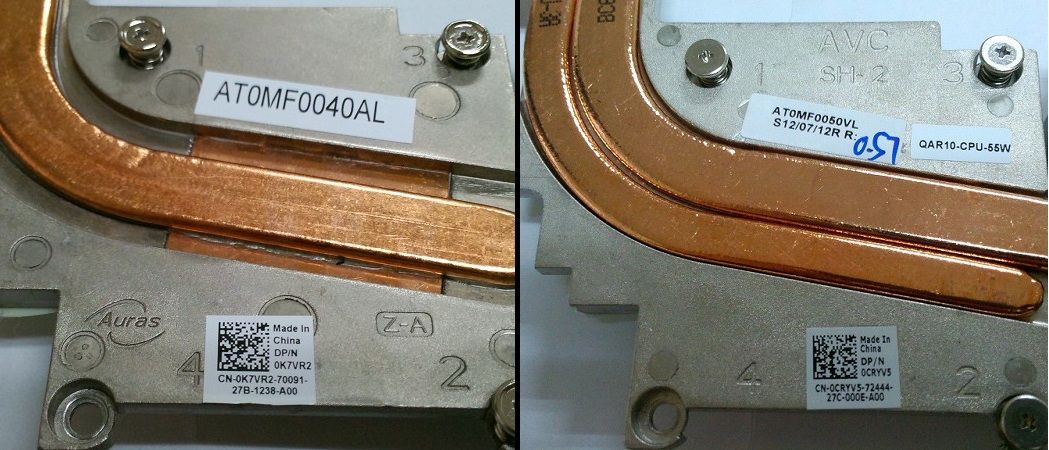 1
3
AT0MF0040AL
Auras
Z-A
4
2
Made In
China
DP/N
0K7VR2
CN-0K7VR2-70091-
27B-1238-A00
BCB
AVC
1
SH-2
3
AT0MF0050VL
S12/07/12R R:
L50
QAR10-CPU-55W
4
2
Made In
China
DP/N
0CRYV5
CN-0CRYV5-72444-
27C-000E-A00